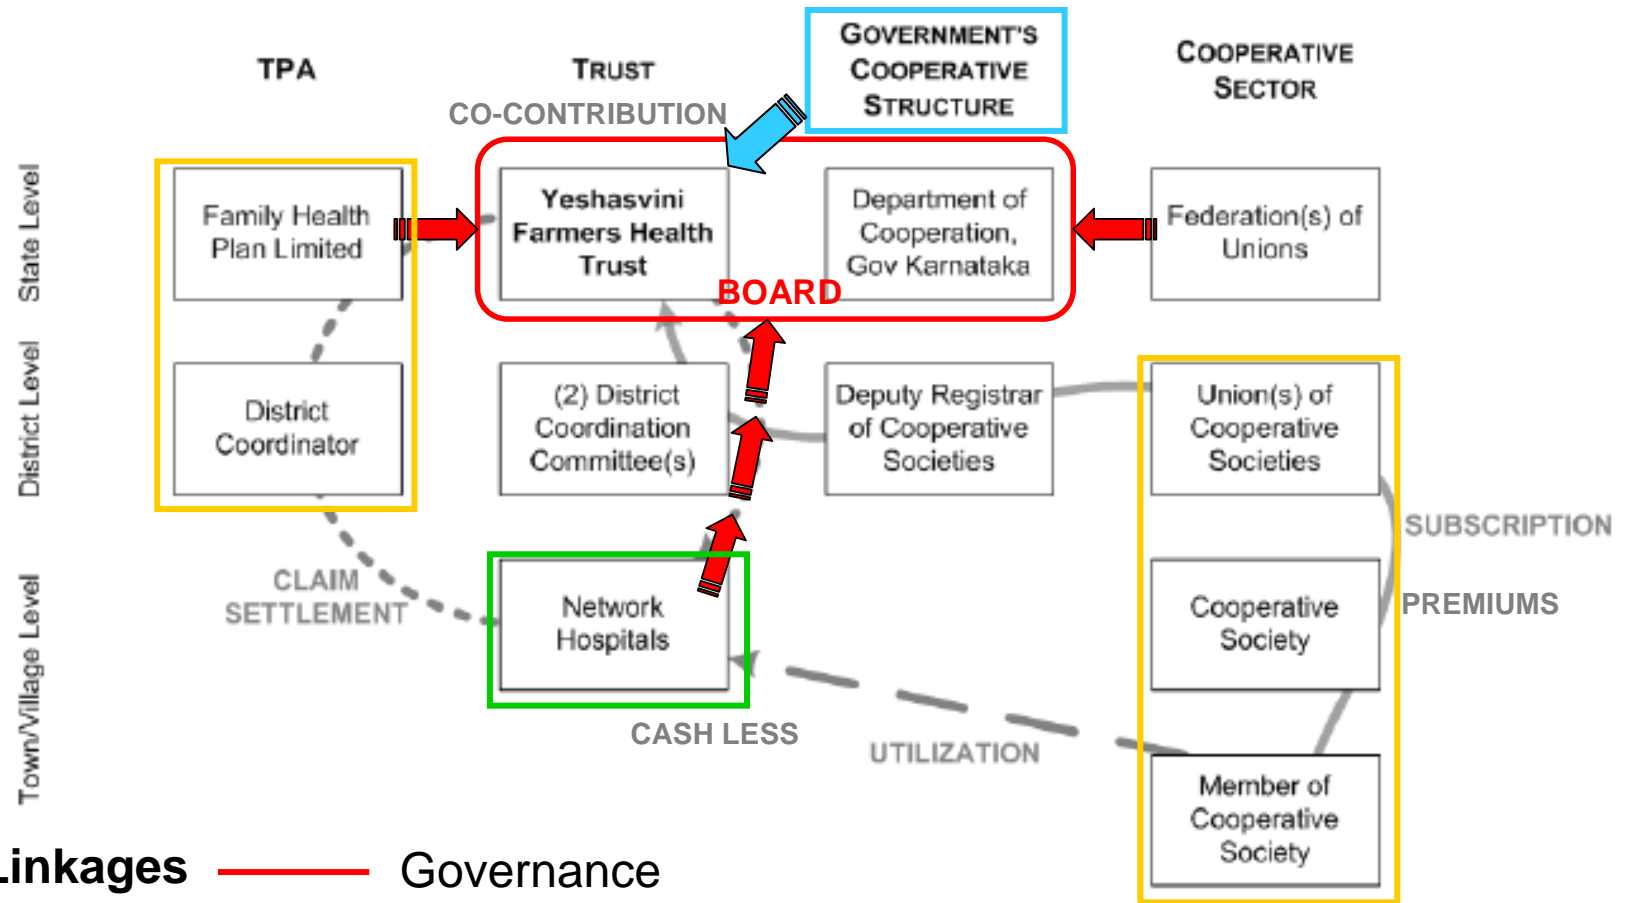 TPA
TRUST
GOVERNMENT'S
COOPERATIVE
STRUCTURE
COOPERATIVE
SECTOR
CO-CONTRIBUTION
State Level
Family Health
Plan Limited
Yeshasvini
Farmers Health
Trust
Department of
Cooperation,
Gov Karnataka
Federation(s) of
Unions
BOARD
District Level
District
Coordinator
(2) District
Coordination
Committee(s)
Deputy Registrar
of Cooperative
Societies
Union(s) of
Cooperative
Societies
SUBSCRIPTION
Town/Village Level
CLAIM
SETTLEMENT
Network
Hospitals
Cooperative
Society
PREMIUMS
CASH LESS
UTILIZATION
Member of
Cooperative
Society
Linkages
Governance